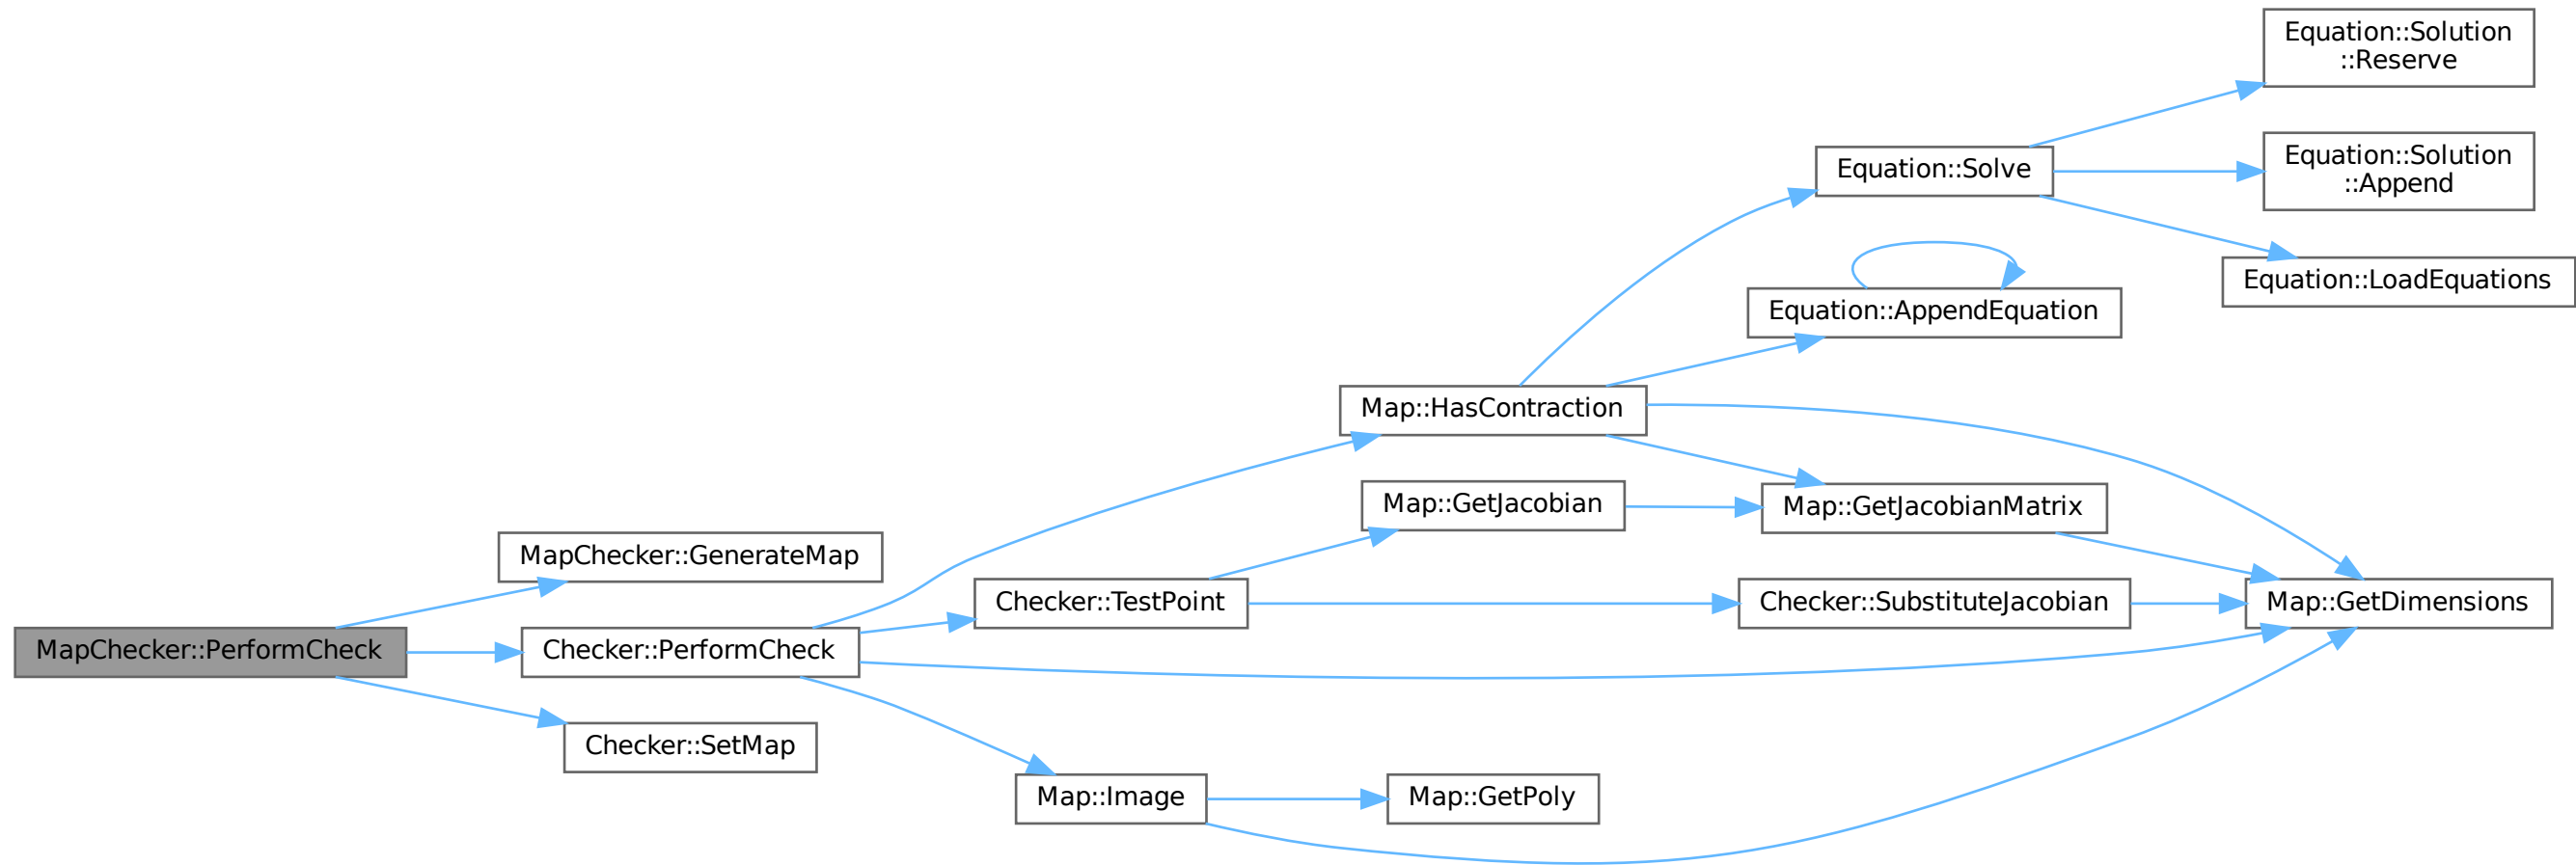 Equation::Solution
::Reserve
Equation::Solution
::Append
Equation::Solve
Equation::LoadEquations
Equation::AppendEquation
Map::HasContraction
Map::GetJacobian
Map::GetJacobianMatrix
MapChecker::GenerateMap
Checker::TestPoint
Checker::SubstituteJacobian
Map::GetDimensions
MapChecker::PerformCheck
Checker::PerformCheck
Checker::SetMap
Map::Image
Map::GetPoly